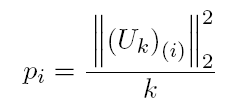 $p_i = \frac{\left\| (U_k)_{(i)} \right\|_2^2}{k}$